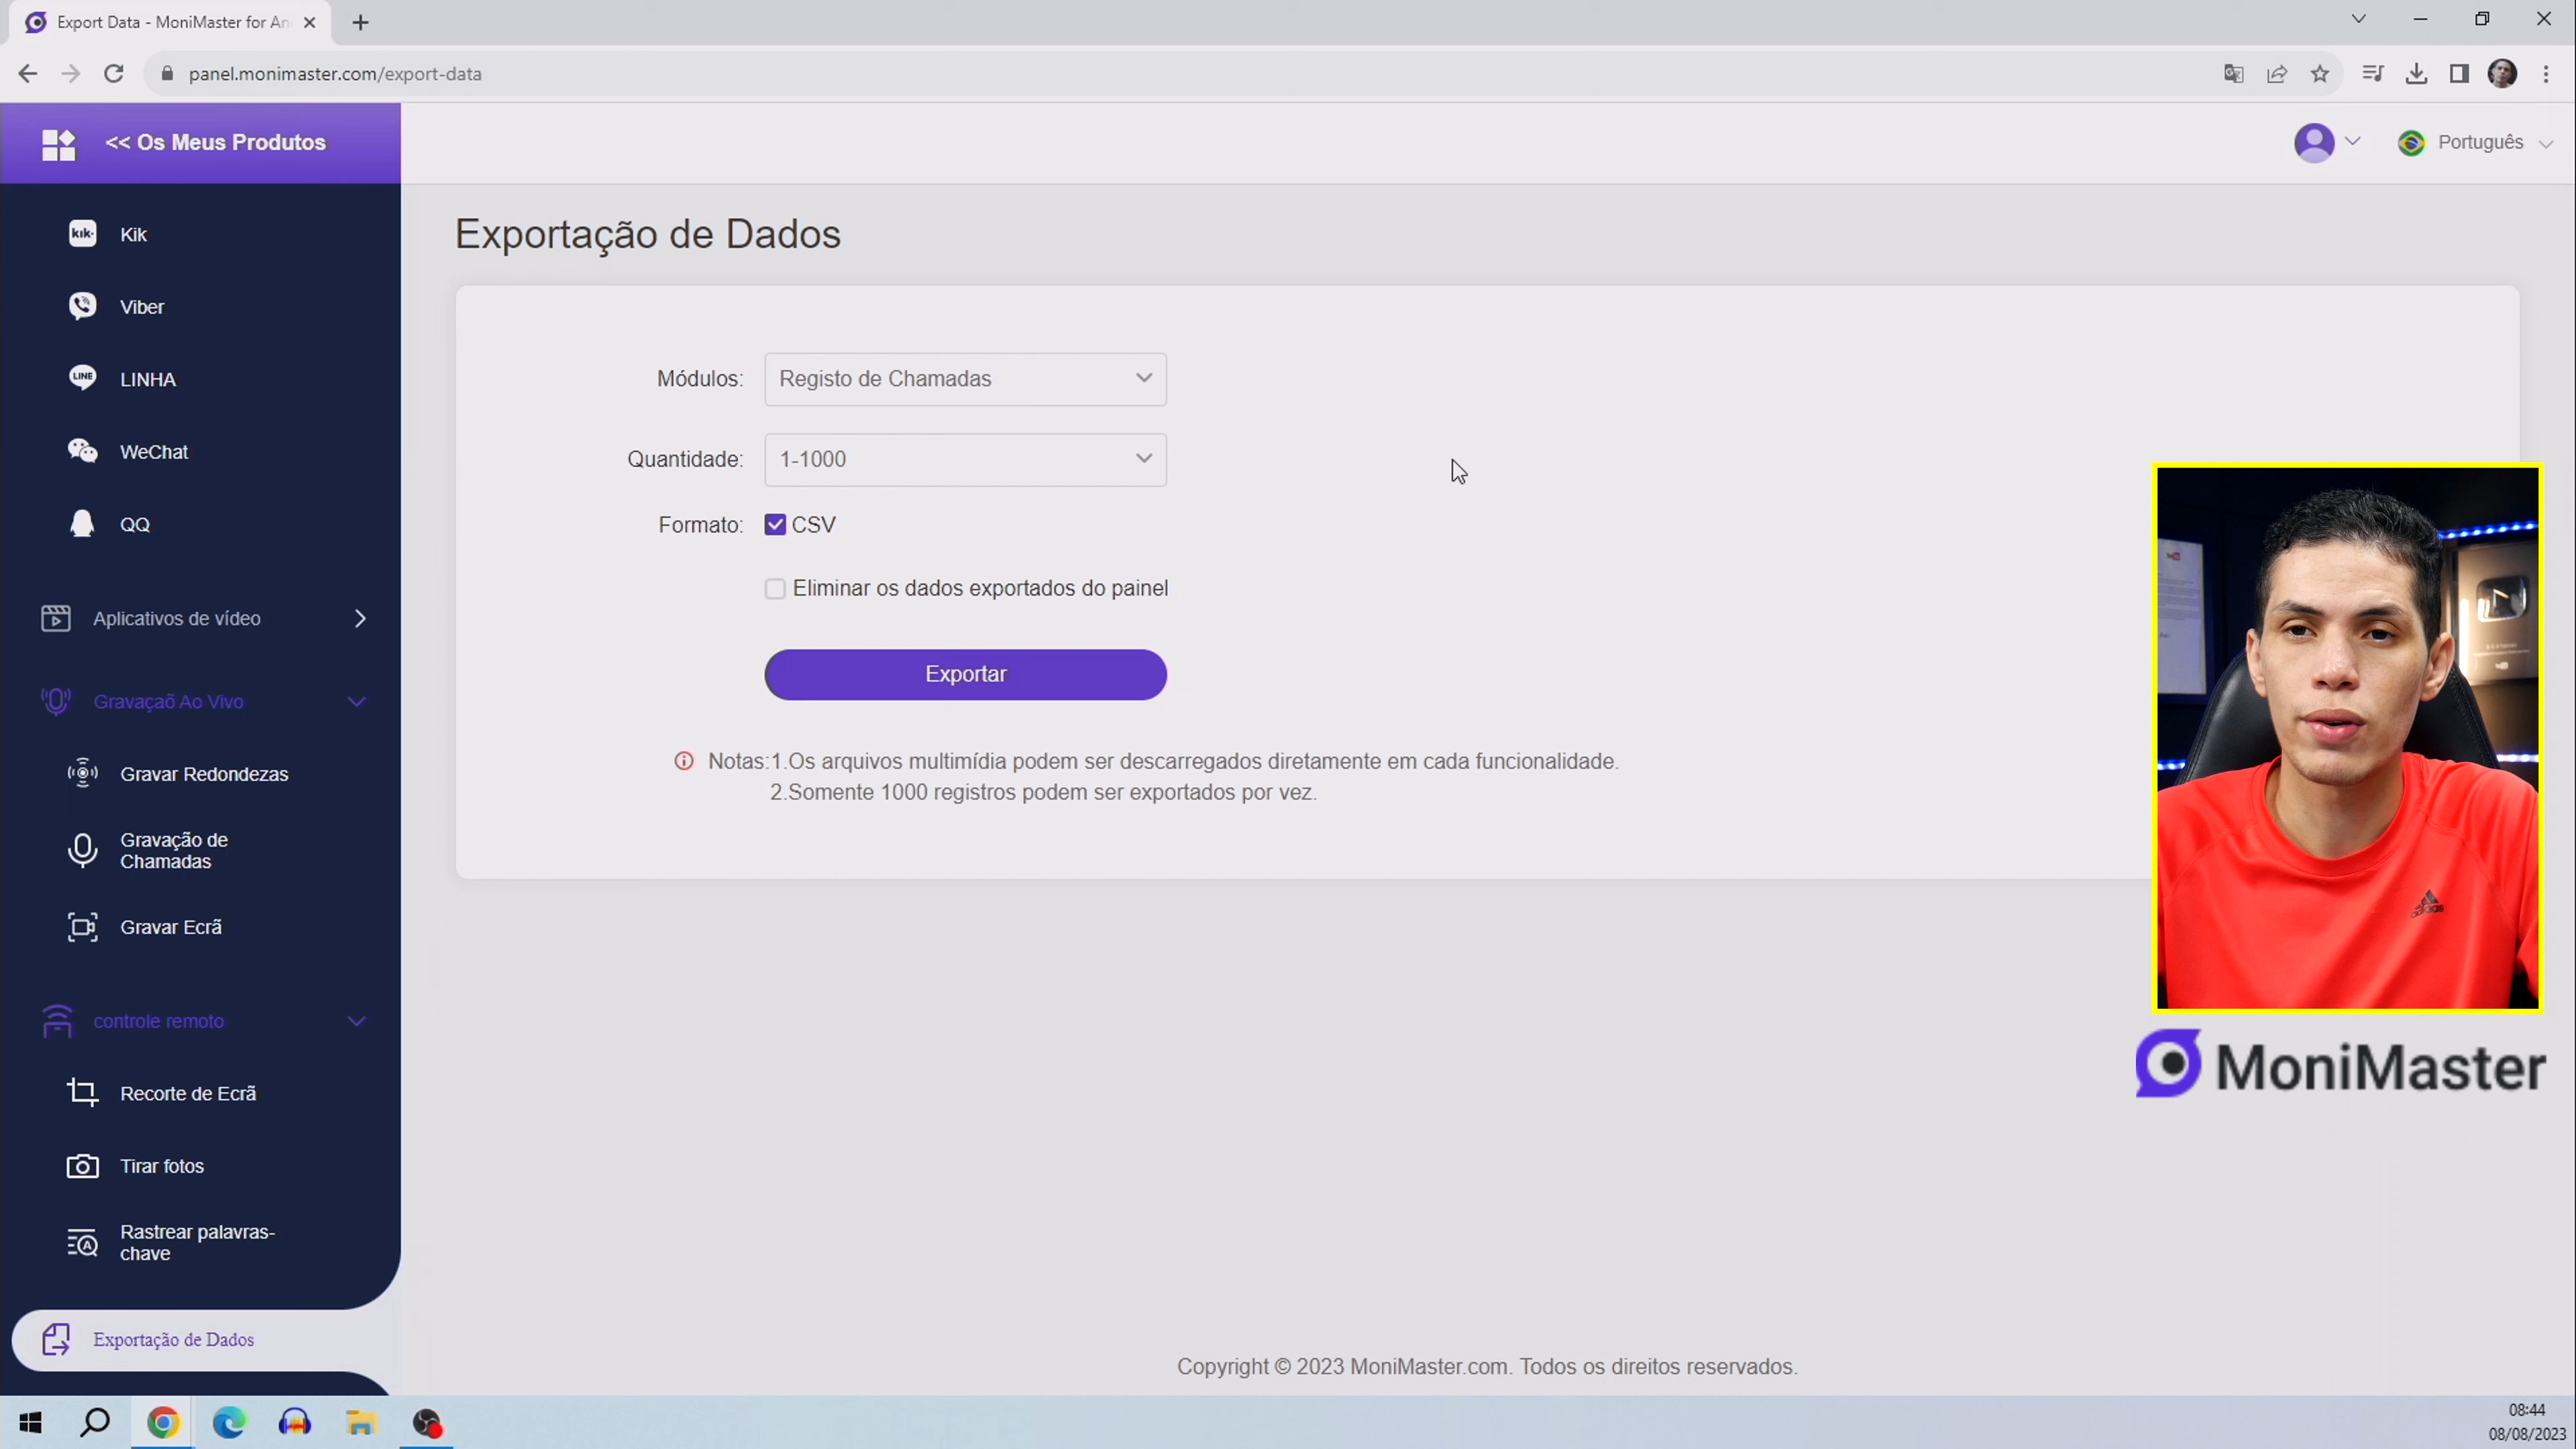 Export Data - MoniMaster for An
panel.monimaster.com/export-data
<< Os Meus Produtos
Português
kik
Kik
Viber
LINE
LINHA
WeChat
QQ
Aplicativos de vídeo
Gravaçaõ Ao Vivo
Gravar Redondezas
Gravação de
Chamadas
Gravar Ecrã
controle remoto
Recorte de Ecrã
Tirar fotos
Rastrear palavras-
chave
Exportação de Dados
Exportação de Dados
Módulos: Registo de Chamadas
Quantidade: 1-1000
Formato: CSV
Eliminar os dados exportados do painel
Exportar
Notas:1.Os arquivos multimídia podem ser descarregados diretamente em cada funcionalidade.
2.Somente 1000 registros podem ser exportados por vez.
adidas
MoniMaster
Copyright © 2023 MoniMaster.com. Todos os direitos reservados.
08:44
08/08/2023